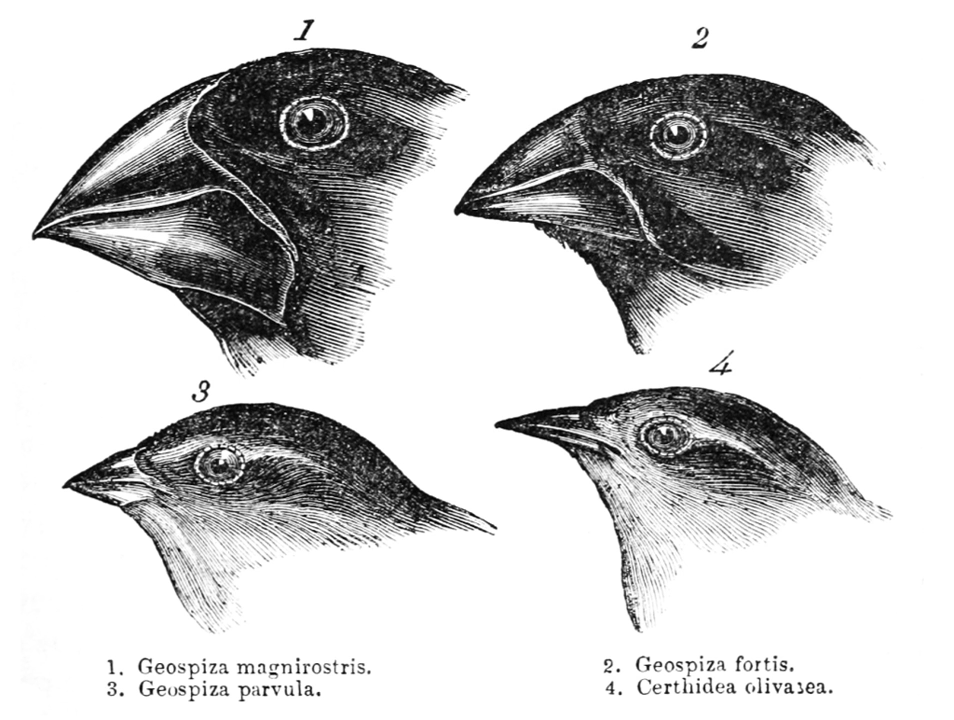 1
2
3
4
1. Geospiza magnirostris.
2. Geospiza fortis.
3. Geospiza parvula.
4. Certhidea olivasea.